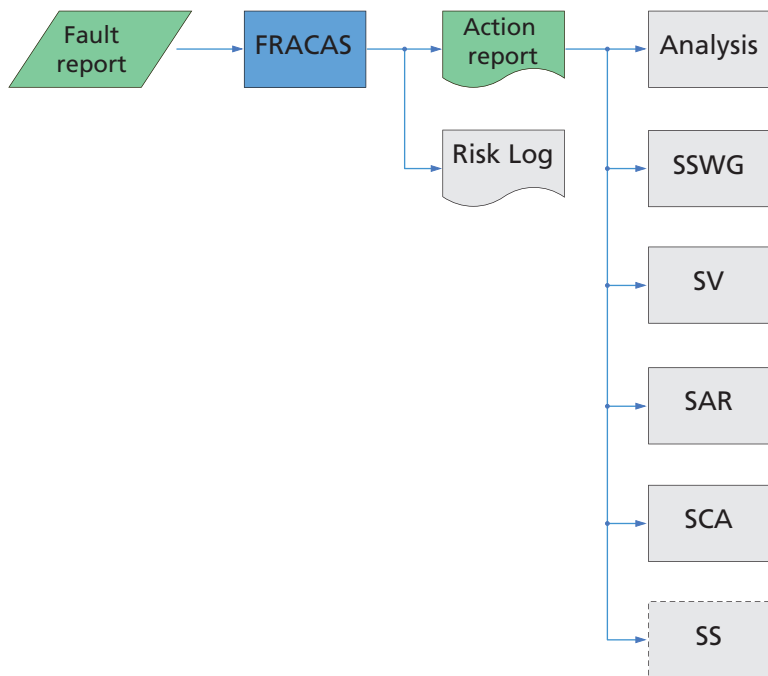 Fault
report
FRACAS
Action
report
Analysis
Risk Log
SSWG
SV
SAR
SCA
SS